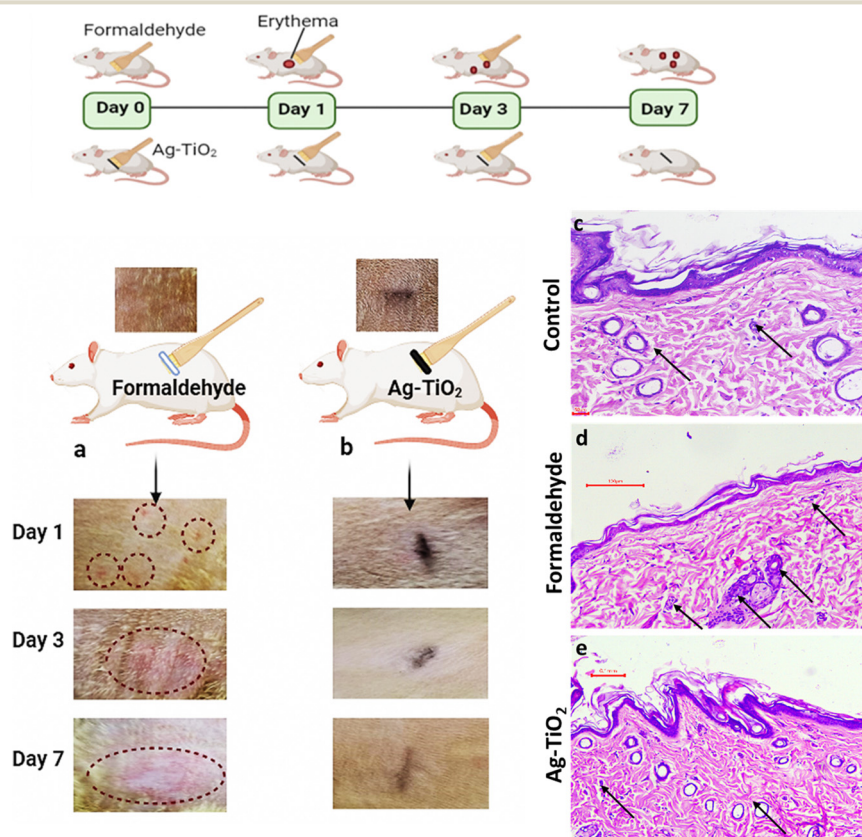 Formaldehyde
Erythema
Day 0
Day 1
Day 3
Day 7
Ag-TiO₂
Formaldehyde
Ag-TiO₂
a
b
Day 1
Day 3
Day 7
c
Control
d
100µm
Formaldehyde
e
Ag-TiO₂